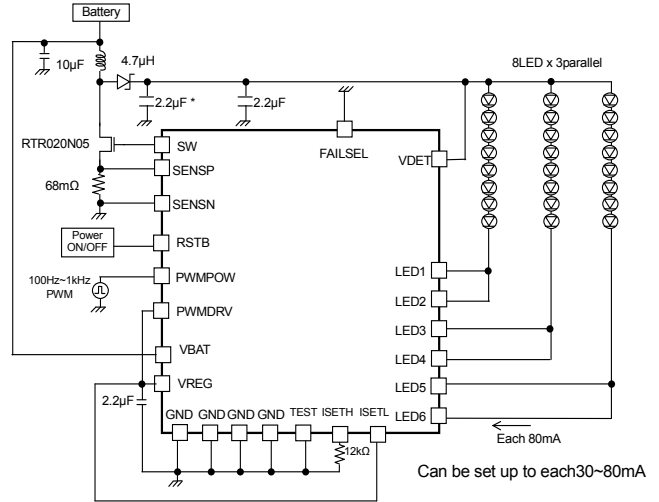 Battery
10µF
4.7µH
8LED x 3parallel
2.2µF *
2.2µF
RTR020N05
SW
FAILSEL
VDET
SENSP
68mΩ
SENSN
Power
ON/OFF
RSTB
LED1
100Hz~1kHz
PWM
PWMPOW
LED2
PWMDRV
LED3
VBAT
LED4
VREG
LED5
2.2µF
GND
GND
GND
GND
TEST
ISETH
ISETL
LED6
12kΩ
Each 80mA
Can be set up to each30~80mA